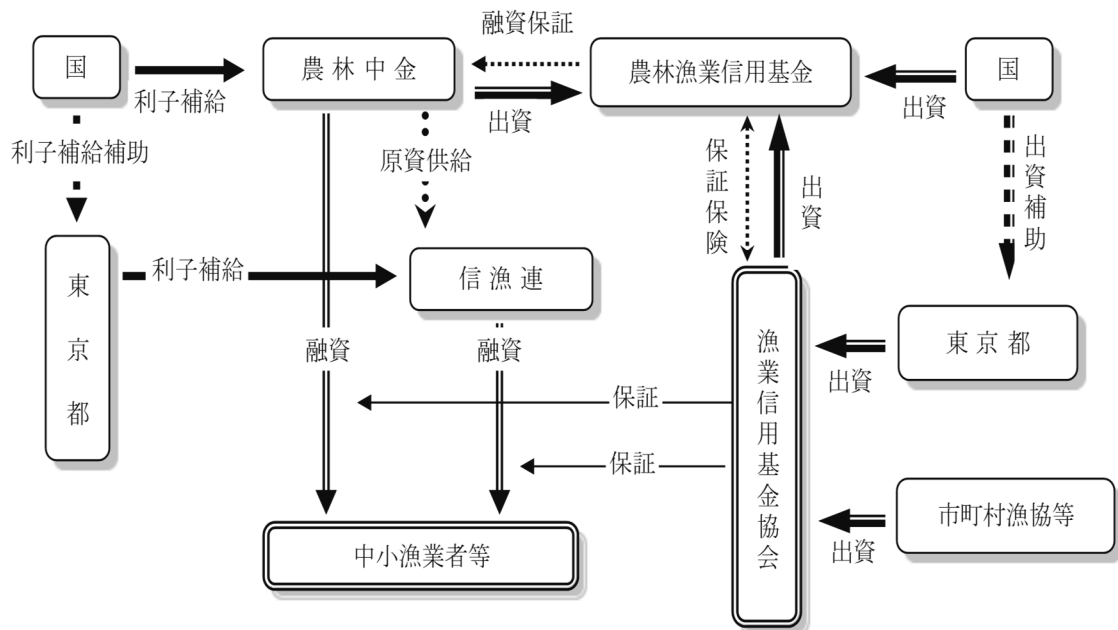 融資保証
国
農林中金
農林漁業信用基金
国
利子補給
出資
出資
利子補給補助
原資供給
保証保険
出資
出資補助
東京都
利子補給
信漁連
漁業信用基金協会
東京都
融資
融資
出資
保証
保証
市町村漁協等
出資
中小漁業者等